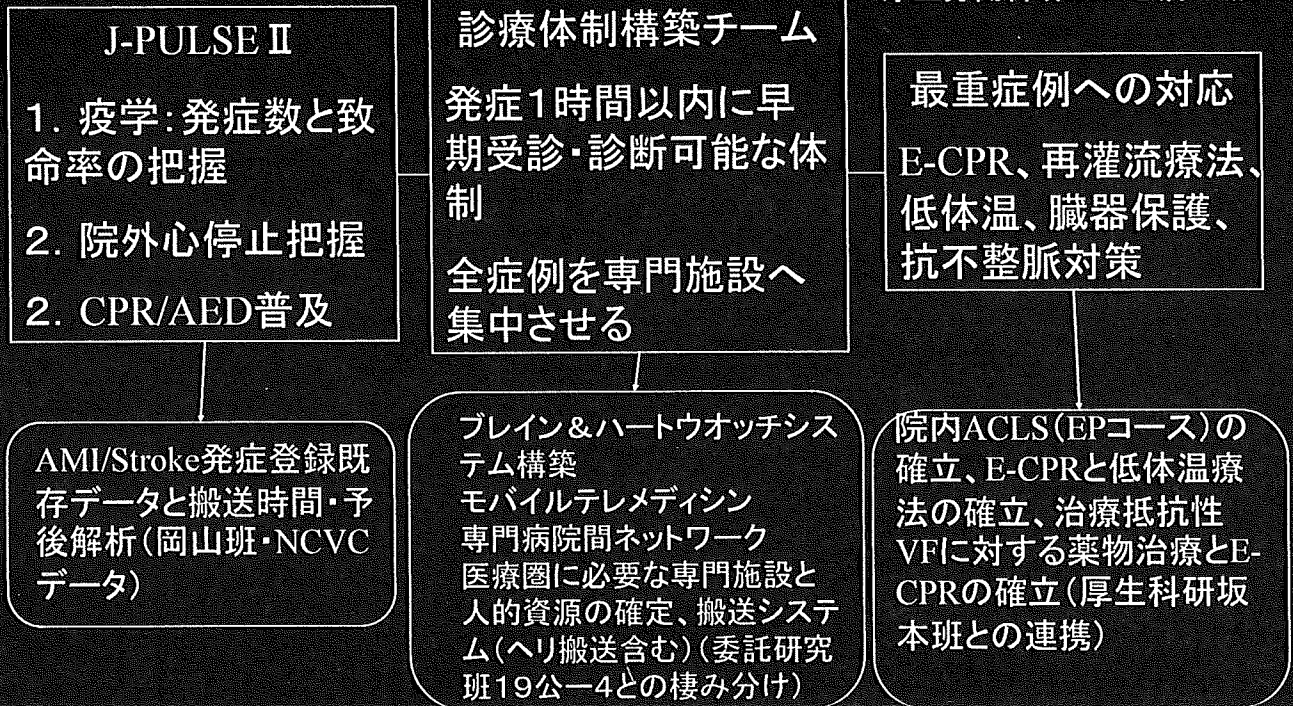 J-PULSE II
1. 疫学:発症数と致
命率の把握
2. 院外心停止把握
2. CPR/AED普及
診療体制構築チーム
発症1時間以内に早
期受診・診断可能な体
制
全症例を専門施設へ
集中させる
最重症例への対応
E-CPR、再灌流療法、
低体温、臓器保護、
抗不整脈対策
AMI/Stroke発症登録既
存データと搬送時間・予
後解析(岡山班・NCVC
データ)
ブレイン&ハートウオッチシス
テム構築
モバイルテレメディシン
専門病院間ネットワーク
医療圏に必要な専門施設と
人的資源の確定、搬送システ
ム(ヘリ搬送含む)(委託研究
班19公ー4との棲み分け)
院内ACLS(EPコース)の
確立、E-CPRと低体温療
法の確立、治療抵抗性
VFに対する薬物治療とE-
CPRの確立(厚生科研坂
本班との連携)